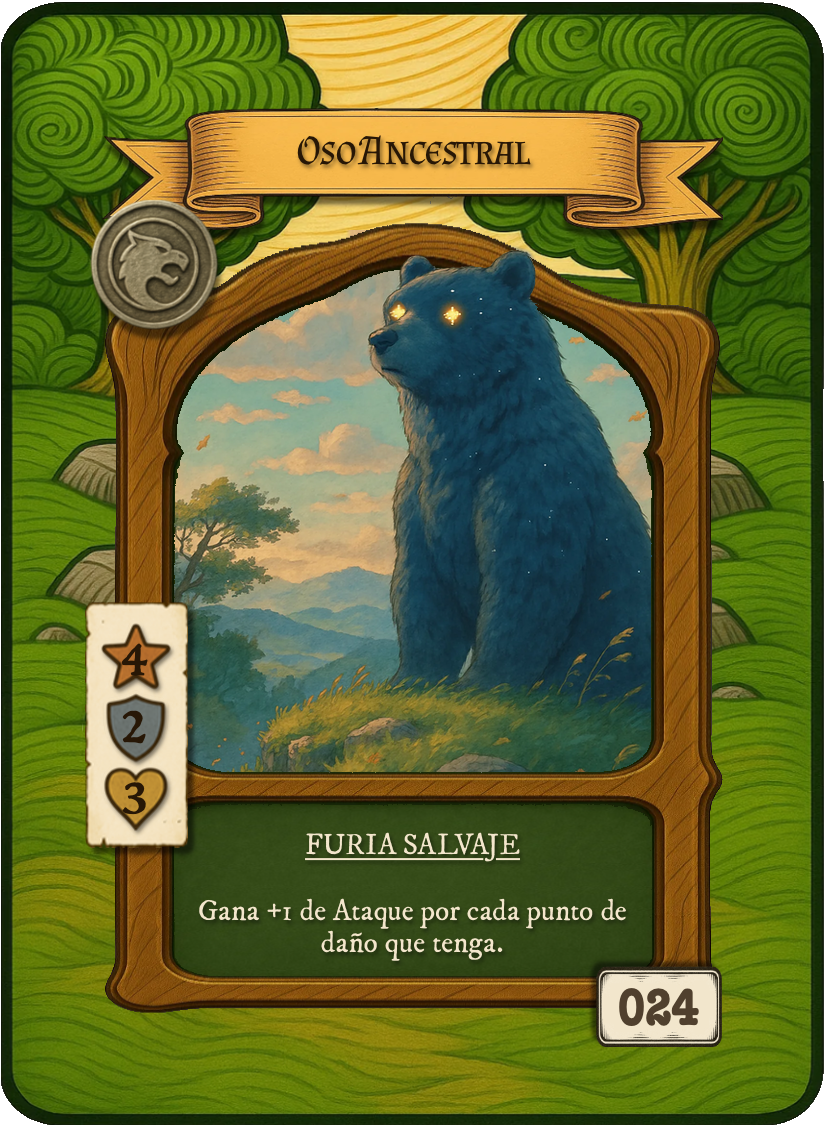 OsoAncestral
4
2
3
FURIA SALVAJE
Gana +1 de Ataque por cada punto de
daño que tenga.
024